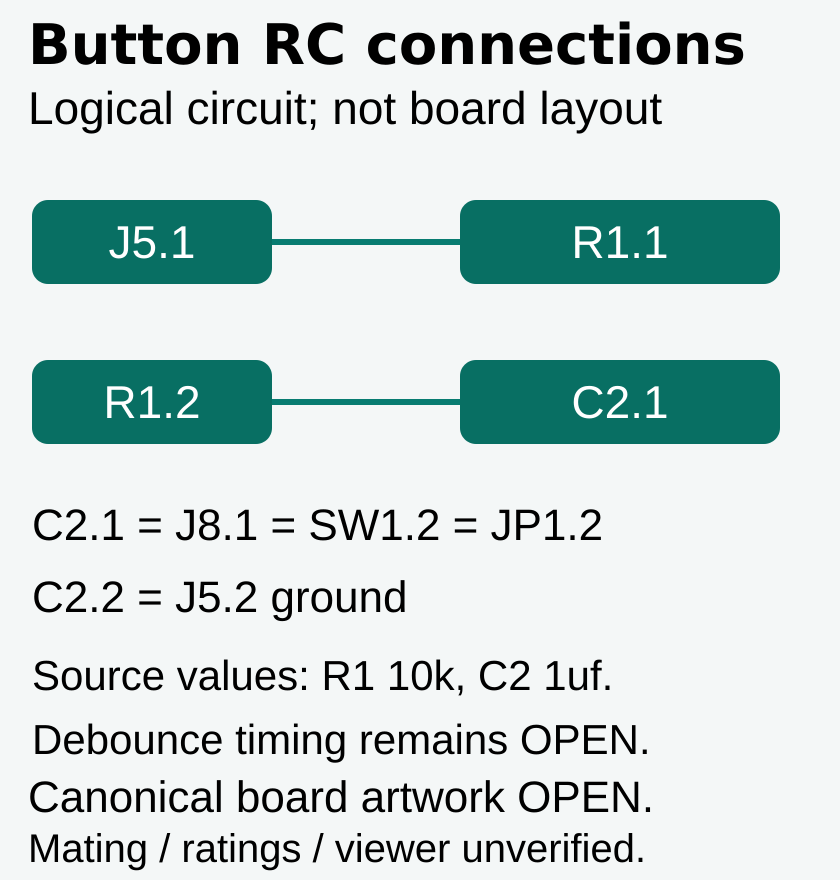 Button RC connections
Logical circuit; not board layout
J5.1
R1.1
R1.2
C2.1
C2.1 = J8.1 = SW1.2 = JP1.2
C2.2 = J5.2 ground
Source values: R1 10k, C2 1uf.
Debounce timing remains OPEN.
Canonical board artwork OPEN.
Mating / ratings / viewer unverified.